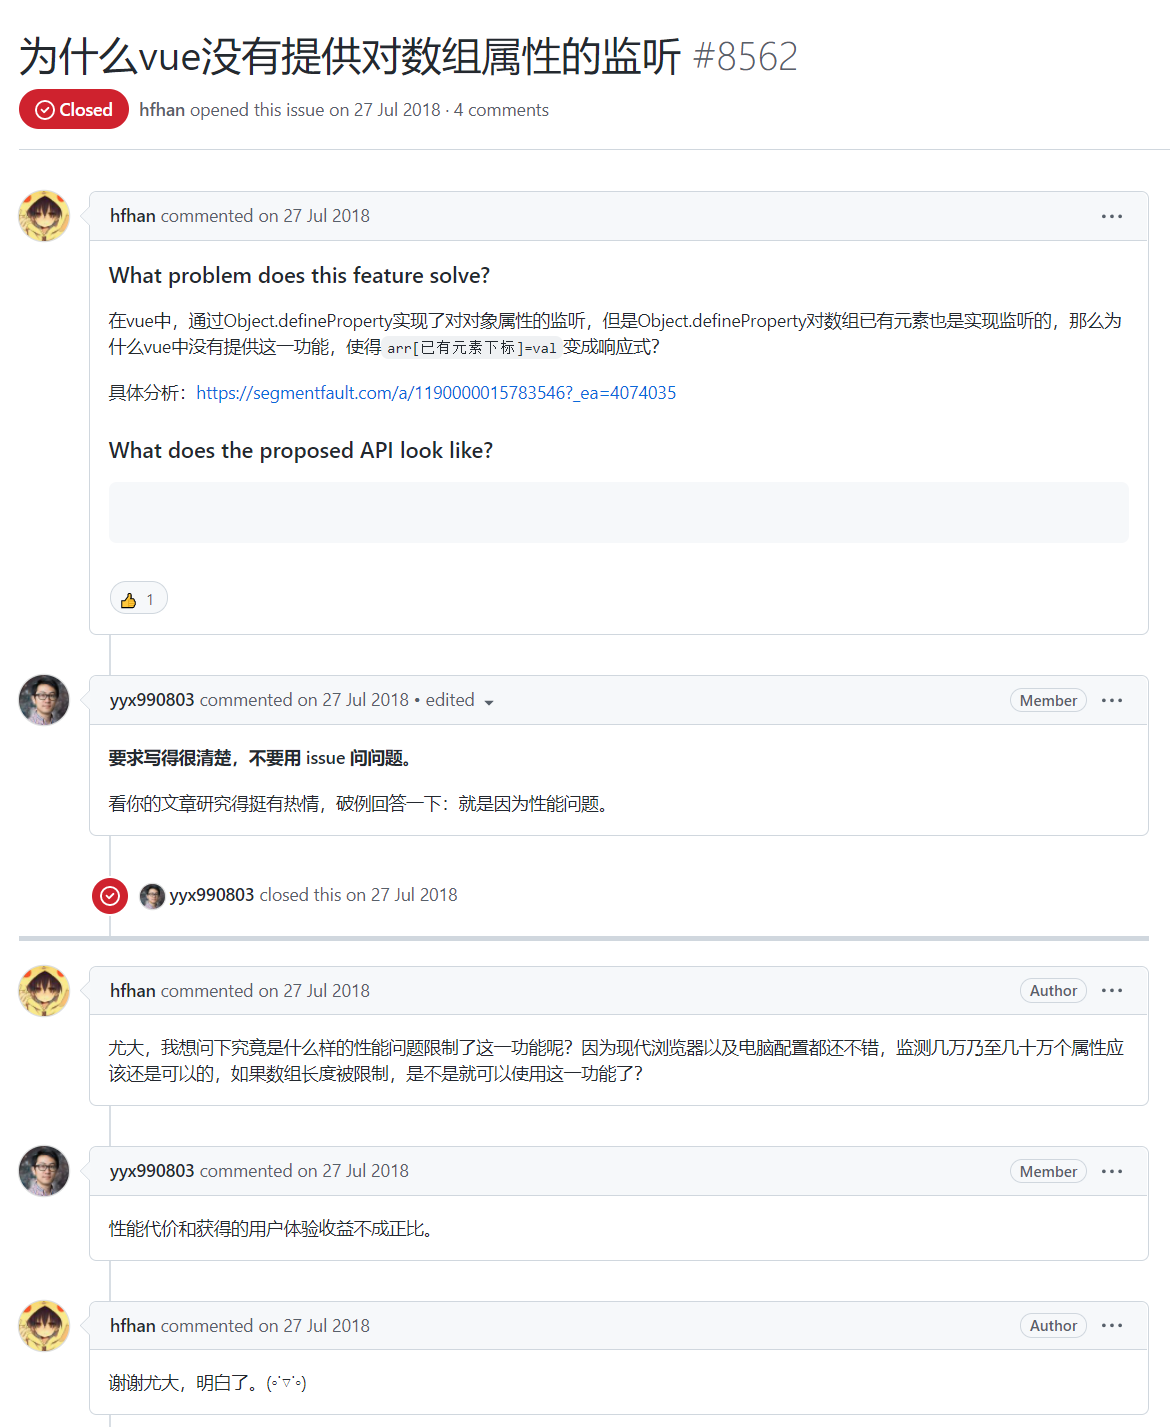 为什么vue没有提供对数组属性的监听 #8562
Closed hfhan opened this issue on 27 Jul 2018 · 4 comments
hfhan commented on 27 Jul 2018
What problem does this feature solve?
在vue中，通过Object.defineProperty实现了对对象属性的监听，但是Object.defineProperty对数组已有元素也是实现监听的，那么为
什么vue中没有提供这一功能，使得 arr[已有元素下标]=val 变成响应式？
具体分析：https://segmentfault.com/a/1190000015783546?_ea=4074035
What does the proposed API look like?
👍 1
yyx990803 commented on 27 Jul 2018 • edited
Member
要求写得很清楚，不要用 issue 问问题。
看你的文章研究得挺有热情，破例回答一下：就是因为性能问题。
yyx990803 closed this on 27 Jul 2018
hfhan commented on 27 Jul 2018
Author
尤大，我想问下究竟是什么样的性能问题限制了这一功能呢？因为现代浏览器以及电脑配置都还不错，监测几万乃至几十万个属性应
该还是可以的，如果数组长度被限制，是不是就可以使用这一功能了？
yyx990803 commented on 27 Jul 2018
Member
性能代价和获得的用户体验收益不成正比。
hfhan commented on 27 Jul 2018
Author
谢谢尤大，明白了。(◦˙▽˙◦)